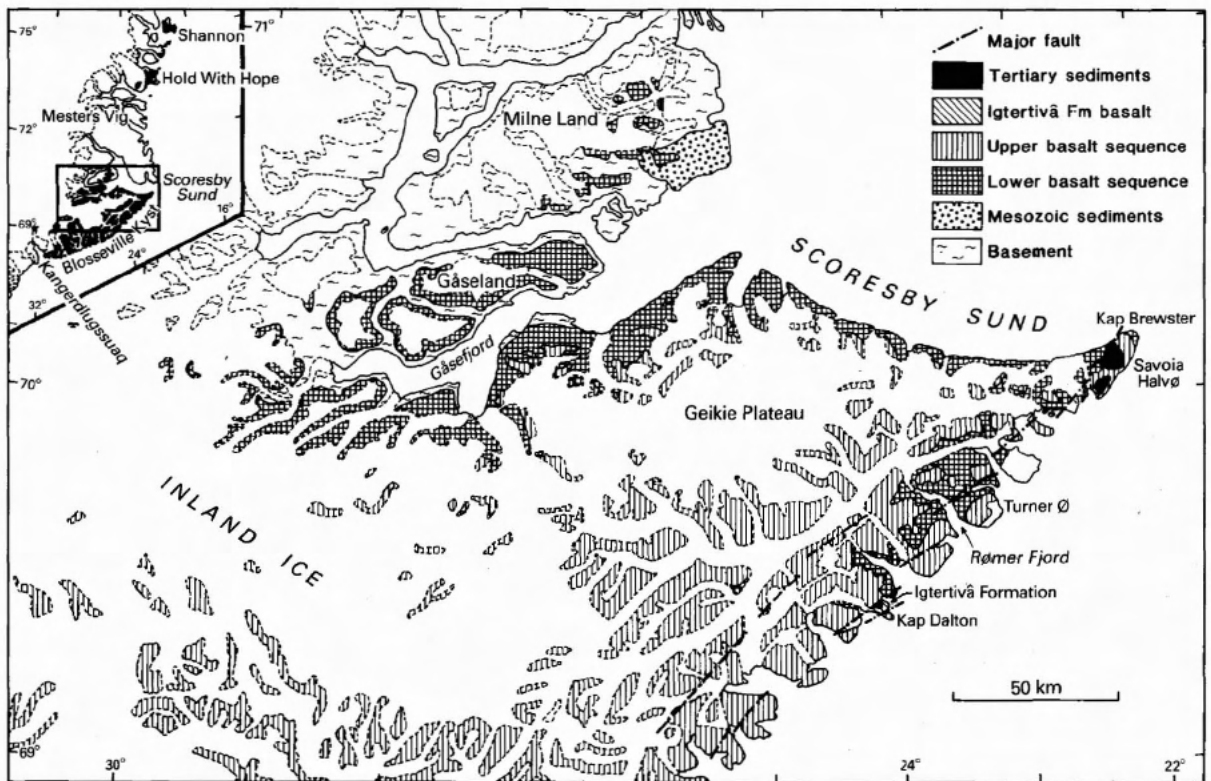 75°
71°
Shannon
Hold With Hope
Mesters Vig
72°
Scoresby
Sund
16°
69°
Blosseville Kyst
24°
Kangerdlugssuaq
32°
Milne Land
Major fault
Tertiary sediments
Igtertivâ Fm basalt
Upper basalt sequence
Lower basalt sequence
Mesozoic sediments
Basement
Gåseland
Gåsefjord
SCORESBY SUND
Kap Brewster
Savoia
Halvø
70°
Geikie Plateau
INLAND ICE
Turner Ø
Rømer Fjord
Igtertivâ Formation
Kap Dalton
50 km
69°
30°
24°
22°